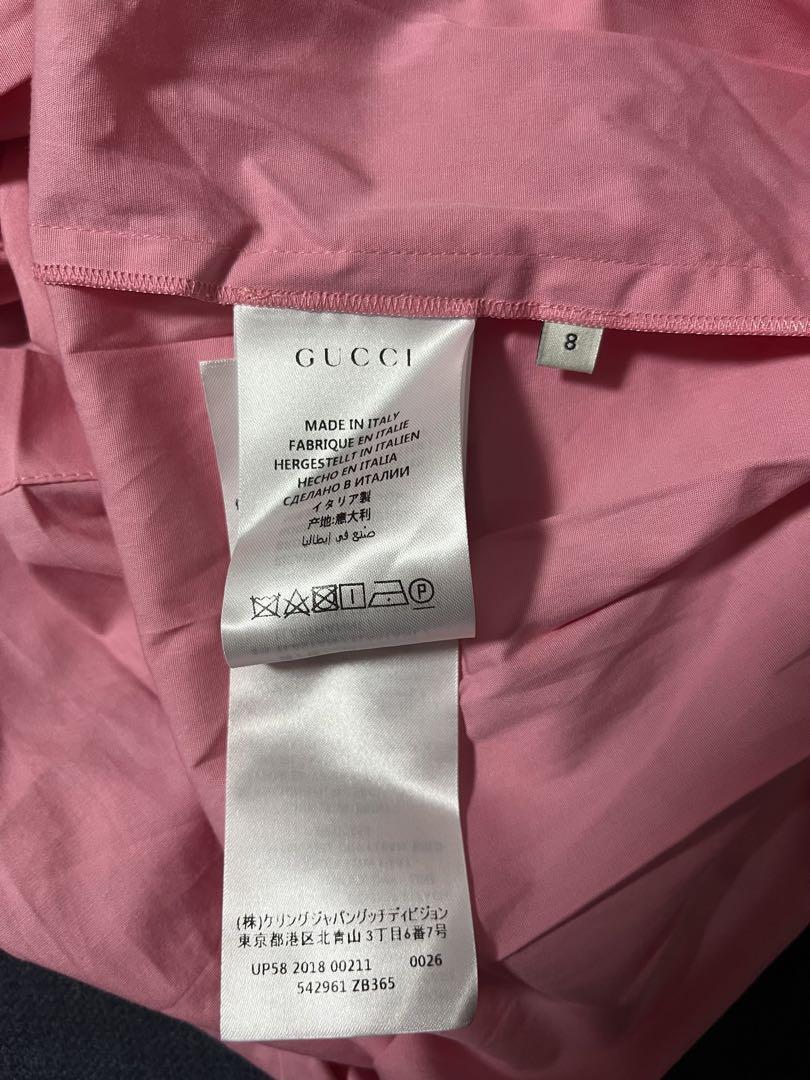 GUCCI
8
MADE IN ITALY
FABRIQUE EN ITALIE
HERGESTELLT IN ITALIEN
HECHO EN ITALIA
СДЕЛАНО В ИТАЛИИ
イタリア製
产地:意大利
صنع في إيطاليا
P
(株)ケリングジャパングッチディビジョン
東京都港区北青山3丁目6番7号
UP58 2018 00211 0026
542961 ZB365